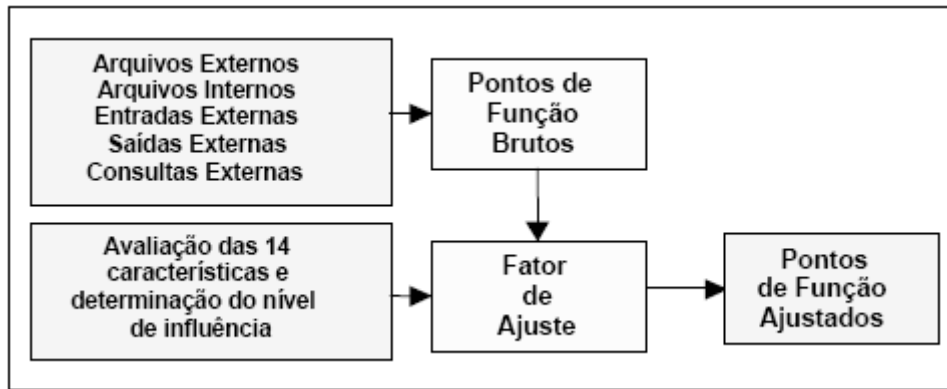 Arquivos Externos
Arquivos Internos
Entradas Externas
Saídas Externas
Consultas Externas
Pontos de
Função
Brutos
Avaliação das 14
características e
determinação do nível
de influência
Fator
de
Ajuste
Pontos
de Função
Ajustados